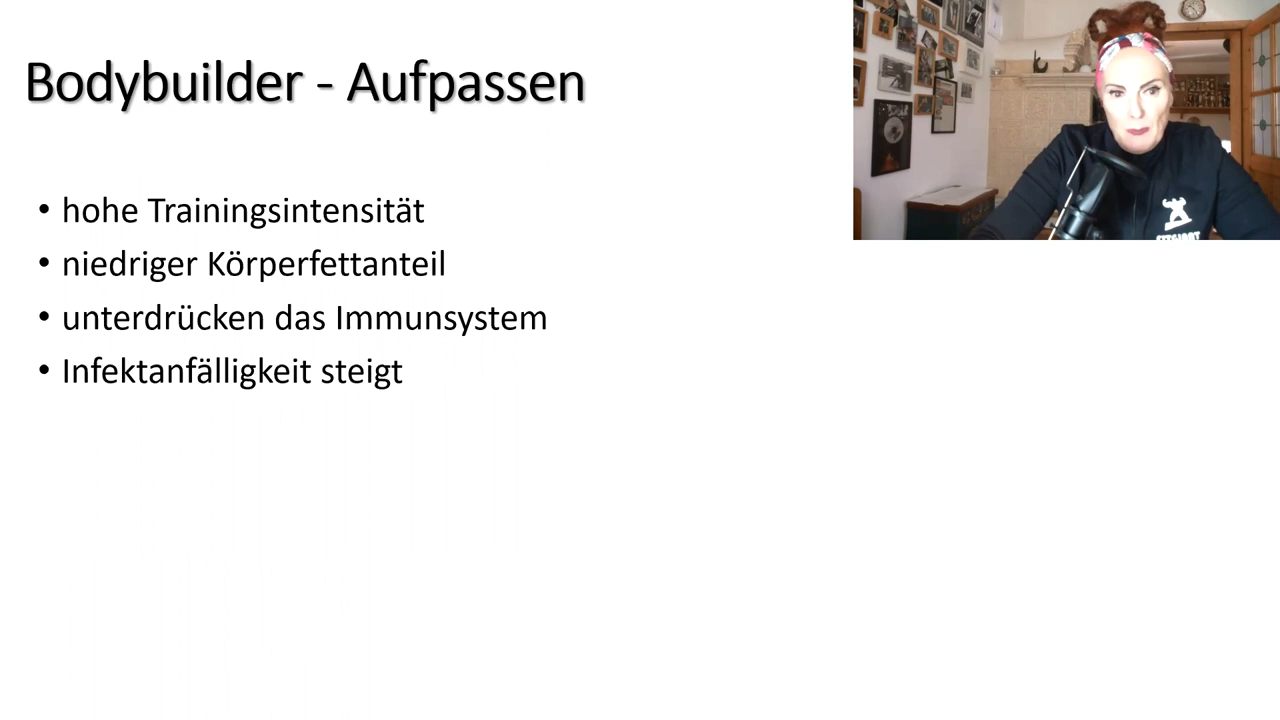 Bodybuilder - Aufpassen
• hohe Trainingsintensität
• niedriger Körperfettanteil
• unterdrücken das Immunsystem
• Infektanfälligkeit steigt